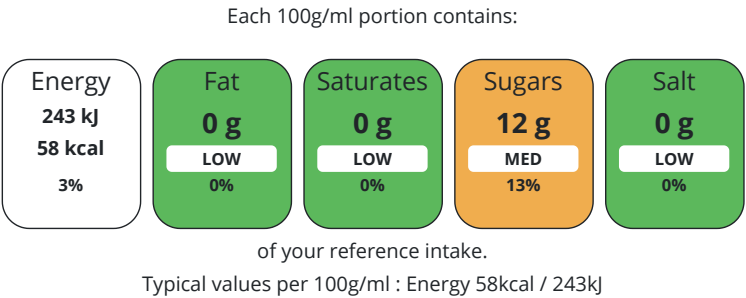 Each 100g/ml portion contains:
Energy Fat Saturates Sugars Salt
243 kJ 0 g 0 g 12 g 0 g
58 kcal LOW LOW MED LOW
3% 0% 0% 13% 0%
of your reference intake.
Typical values per 100g/ml : Energy 58kcal / 243kJ